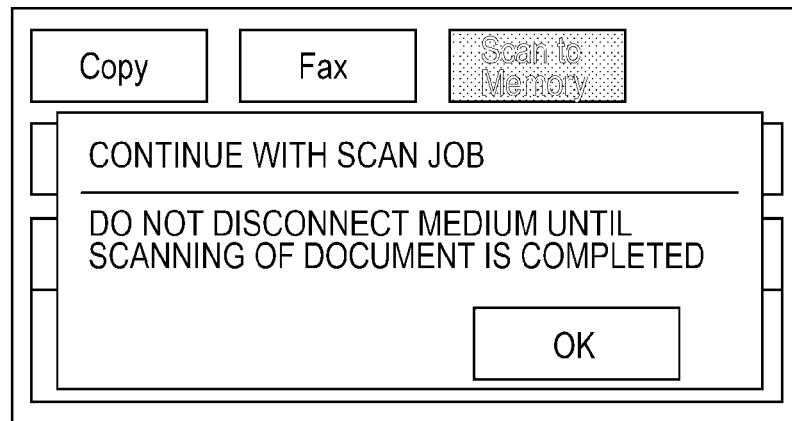 Copy
Fax
Scan to
Memory
CONTINUE WITH SCAN JOB
DO NOT DISCONNECT MEDIUM UNTIL
SCANNING OF DOCUMENT IS COMPLETED
OK